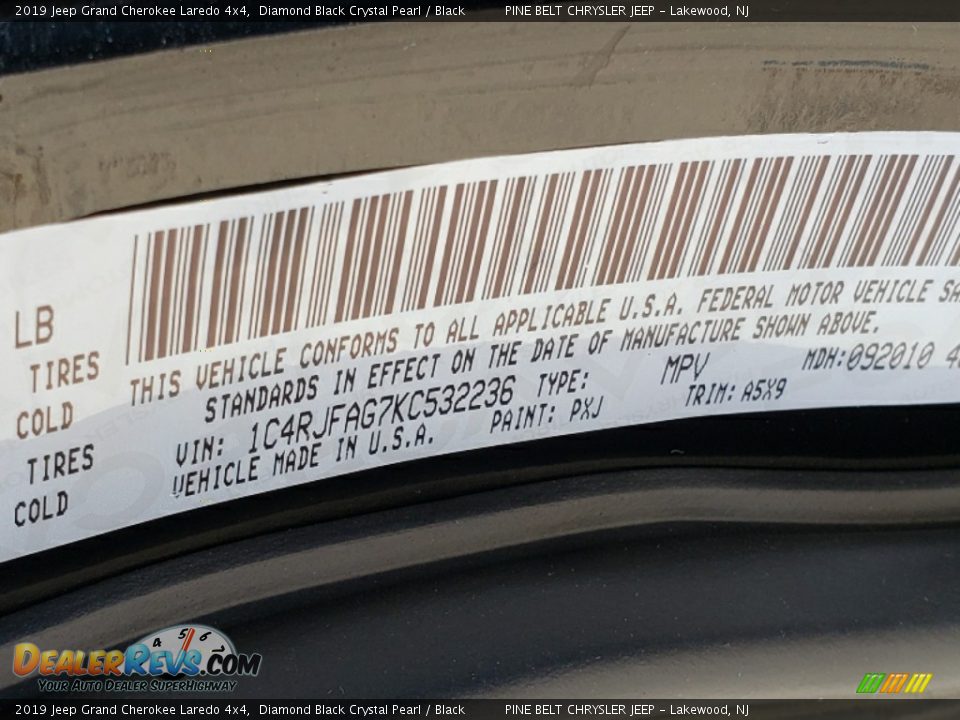 2019 Jeep Grand Cherokee Laredo 4x4, Diamond Black Crystal Pearl / Black PINE BELT CHRYSLER JEEP – Lakewood, NJ
LB
TIRES
COLD
TIRES
COLD
THIS VEHICLE CONFORMS TO ALL APPLICABLE U.S.A. FEDERAL MOTOR VEHICLE
STANDARDS IN EFFECT ON THE DATE OF MANUFACTURE SHOWN ABOVE.
VIN: 1C4RJFAG7KC532236 TYPE: MPV MDH:092010
VEHICLE MADE IN U.S.A. PAINT: PXJ TRIM: A5X9
4 5 6
DEALERREVS.COM
Your Auto Dealer SuperHighway
2019 Jeep Grand Cherokee Laredo 4x4, Diamond Black Crystal Pearl / Black PINE BELT CHRYSLER JEEP – Lakewood, NJ